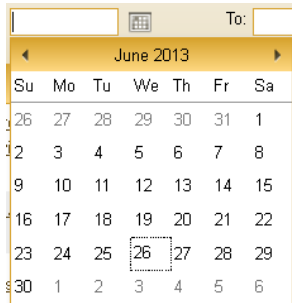 To:
June 2013
Su Mo Tu We Th Fr Sa
26 27 28 29 30 31 1
2 3 4 5 6 7 8
9 10 11 12 13 14 15
16 17 18 19 20 21 22
23 24 25 26 27 28 29
30 1 2 3 4 5 6